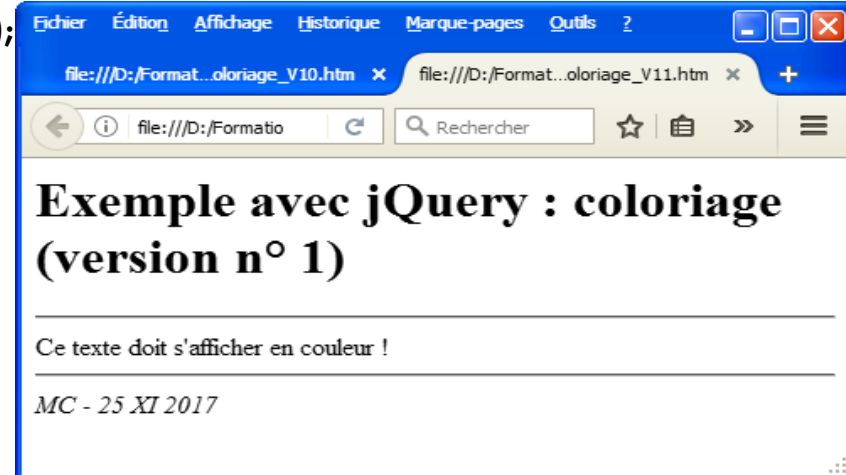 );
Fichier Édition Affichage Historique Marque-pages Outils ?
file:///D:/Format...oloriage_V10.htm × file:///D:/Format...oloriage_V11.htm × +
file:///D:/Formatio Rechercher »
Exemple avec jQuery : coloriage
(version n° 1)
Ce texte doit s'afficher en couleur !
MC - 25 XI 2017